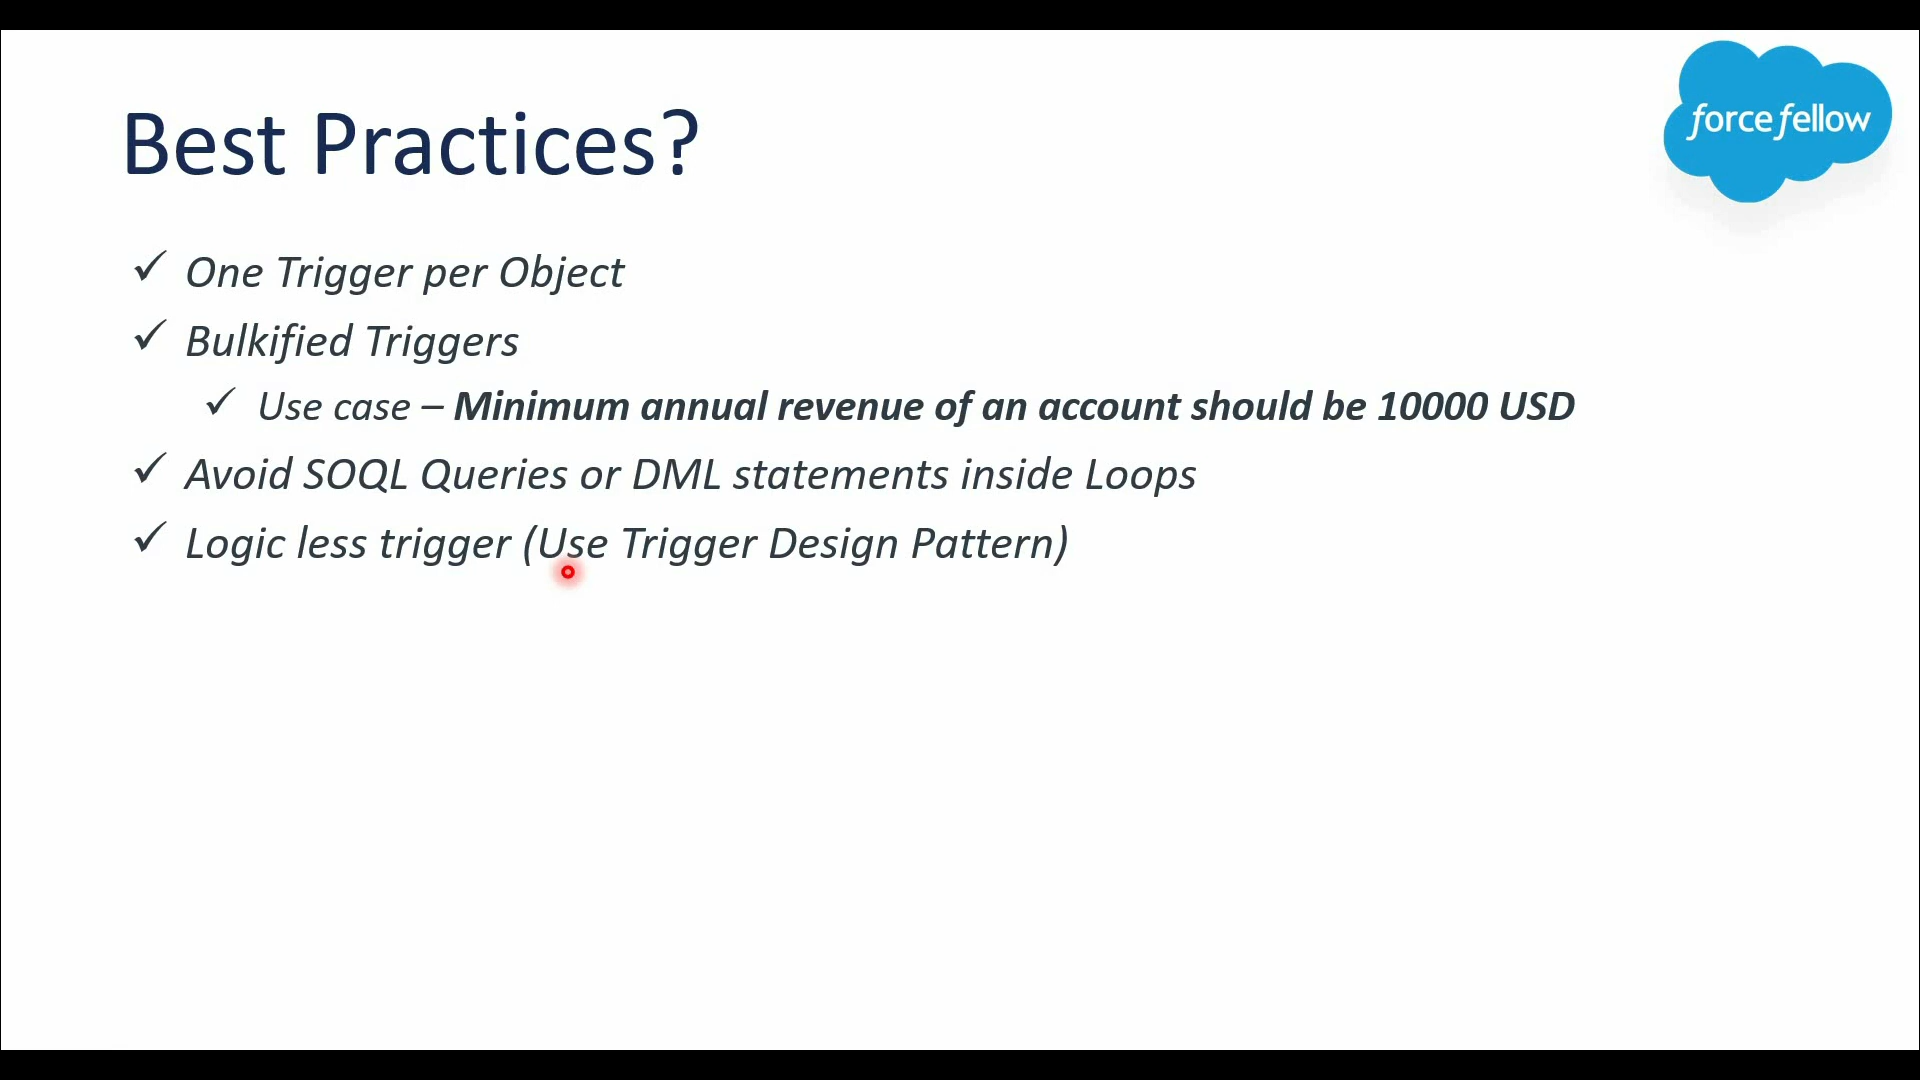 force fellow
Best Practices?
One Trigger per Object
Bulkified Triggers
Use case – Minimum annual revenue of an account should be 10000 USD
Avoid SOQL Queries or DML statements inside Loops
Logic less trigger (Use Trigger Design Pattern)